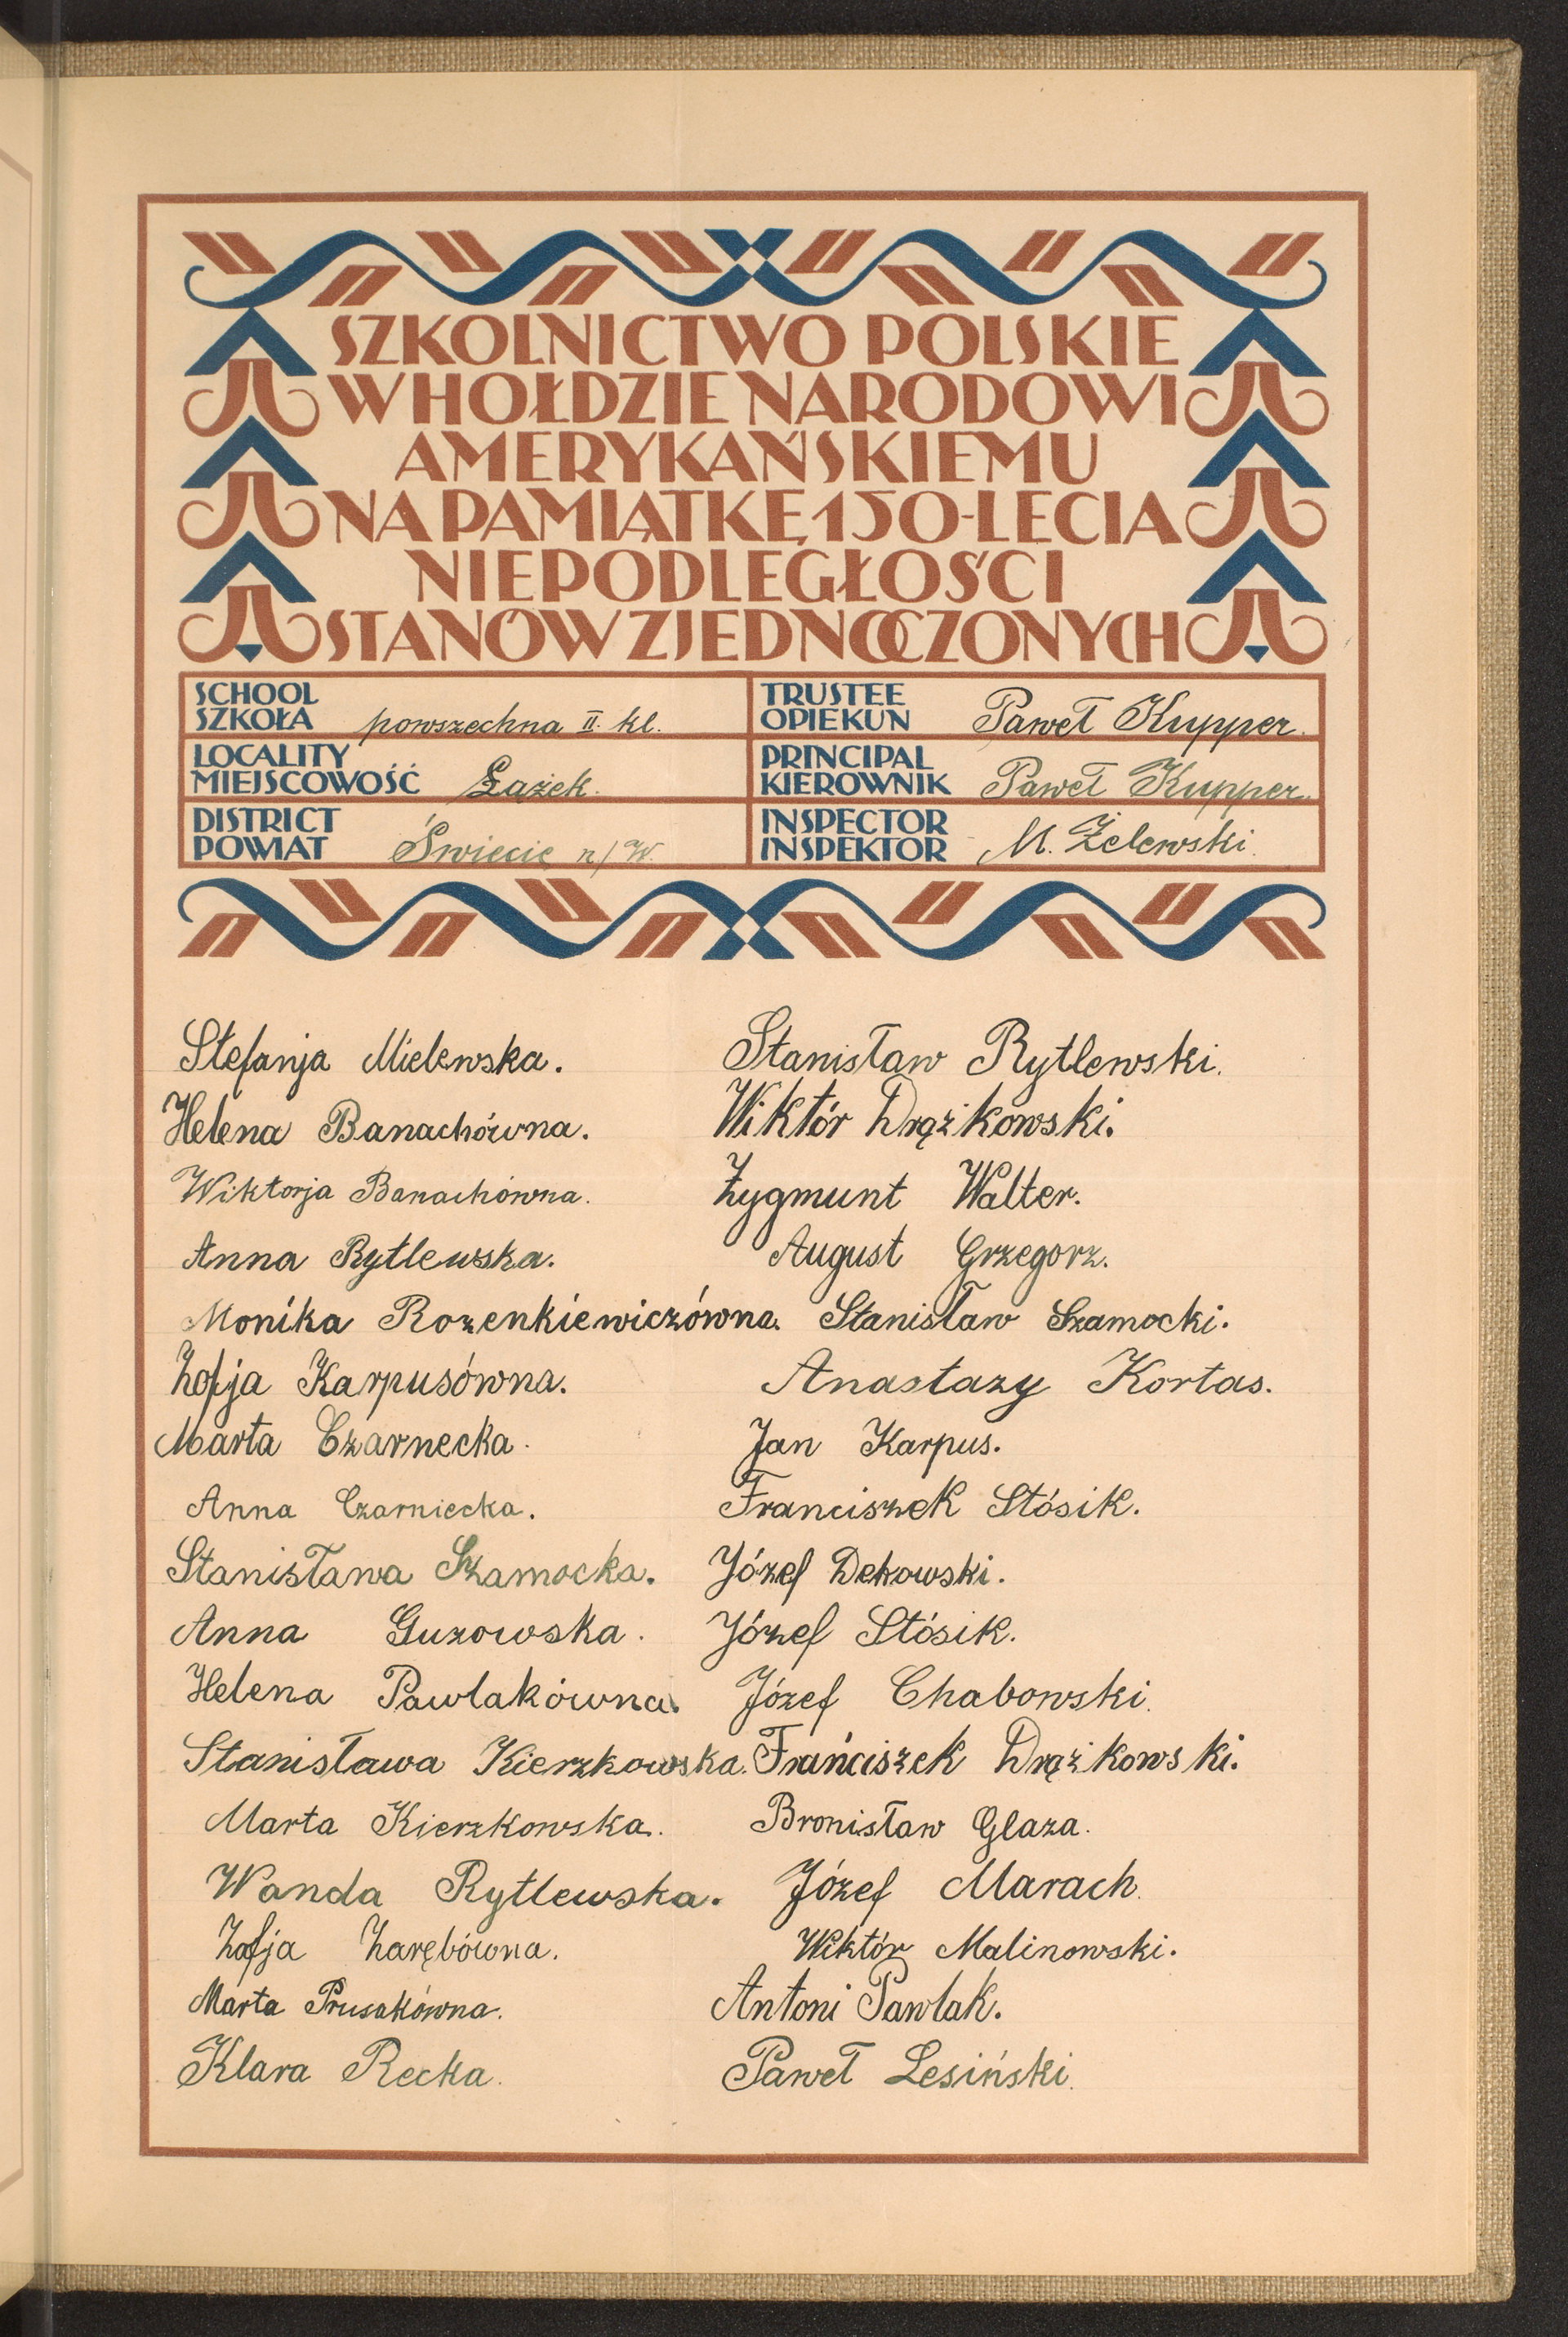 SZKOLNICTWO POLSKIE
W HOŁDZIE NARODOWI
AMERYKAŃSKIEMU
NA PAMIĄTKĘ 150-LECIA
NIEPODLEGŁOŚCI
STANÓW ZJEDNOCZONYCH
SCHOOL
SZKOŁA powszechna II. kl.
TRUSTEE
OPIEKUN Paweł Kupper.
LOCALITY
MIEJSCOWOŚĆ Łążek.
PRINCIPAL
KIEROWNIK Paweł Kupper.
DISTRICT
POWIAT Świecie n/W.
INSPECTOR
INSPEKTOR M. Żelewski.
Stefanja Mielewska.
Helena Banachówna.
Wiktorja Banachówna.
Anna Rytlewska.
Monika Rozenkiewiczówna.
Zofja Karpusówna.
Marta Czarnecka.
Anna Czarniecka.
Stanisława Szamocka.
Anna Guzowska.
Helena Pawlakówna.
Stanisława Kierzkowska.
Marta Kierzkowska.
Wanda Rytlewska.
Zofja Zarębówna.
Marta Prusakówna.
Klara Recka.
Stanisław Rytlewski.
Wiktór Drążkowski.
Zygmunt Walter.
August Grzegorz.
Stanisław Szamocki.
Anastazy Kortas.
Jan Karpus.
Franciszek Stósik.
Józef Dekowski.
Józef Stósik.
Józef Chabowski.
Frańciszek Drążkowski.
Bronisław Glaza.
Józef Marach.
Wiktór Malinowski.
Antoni Pawlak.
Paweł Lesiński.